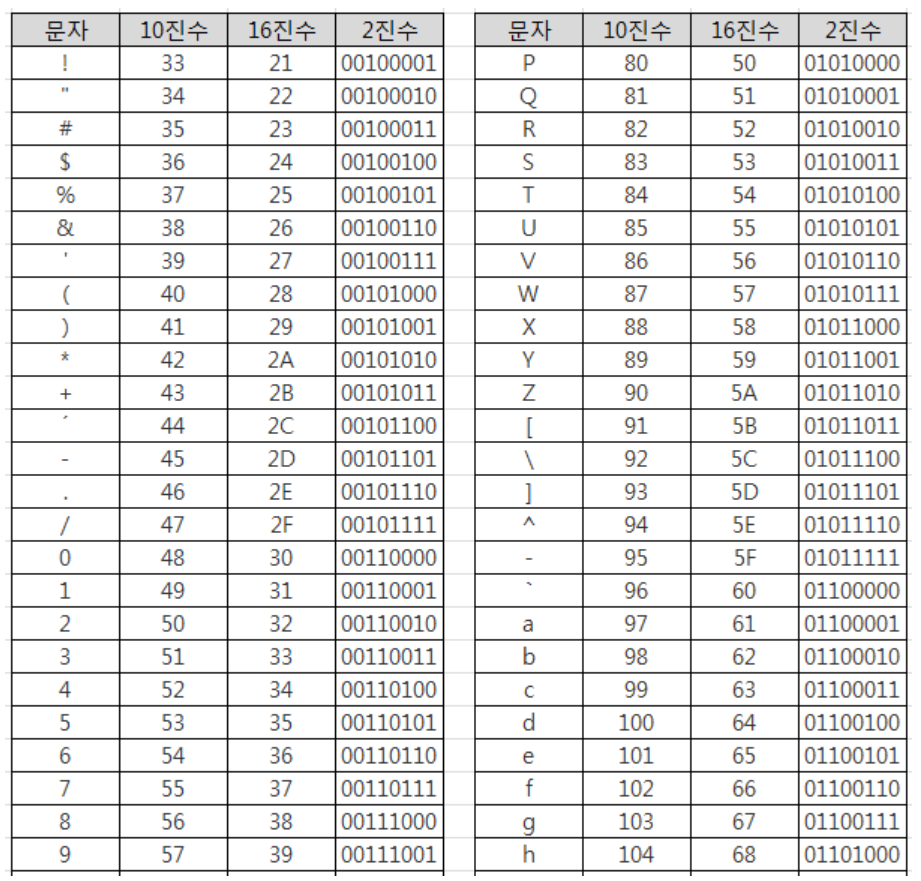 문자 10진수 16진수 2진수 문자 10진수 16진수 2진수
! 33 21 00100001 P 80 50 01010000
" 34 22 00100010 Q 81 51 01010001
# 35 23 00100011 R 82 52 01010010
$ 36 24 00100100 S 83 53 01010011
% 37 25 00100101 T 84 54 01010100
& 38 26 00100110 U 85 55 01010101
' 39 27 00100111 V 86 56 01010110
( 40 28 00101000 W 87 57 01010111
) 41 29 00101001 X 88 58 01011000
* 42 2A 00101010 Y 89 59 01011001
+ 43 2B 00101011 Z 90 5A 01011010
´ 44 2C 00101100 [ 91 5B 01011011
- 45 2D 00101101 \ 92 5C 01011100
. 46 2E 00101110 ] 93 5D 01011101
/ 47 2F 00101111 ^ 94 5E 01011110
0 48 30 00110000 - 95 5F 01011111
1 49 31 00110001 ` 96 60 01100000
2 50 32 00110010 a 97 61 01100001
3 51 33 00110011 b 98 62 01100010
4 52 34 00110100 c 99 63 01100011
5 53 35 00110101 d 100 64 01100100
6 54 36 00110110 e 101 65 01100101
7 55 37 00110111 f 102 66 01100110
8 56 38 00111000 g 103 67 01100111
9 57 39 00111001 h 104 68 01101000